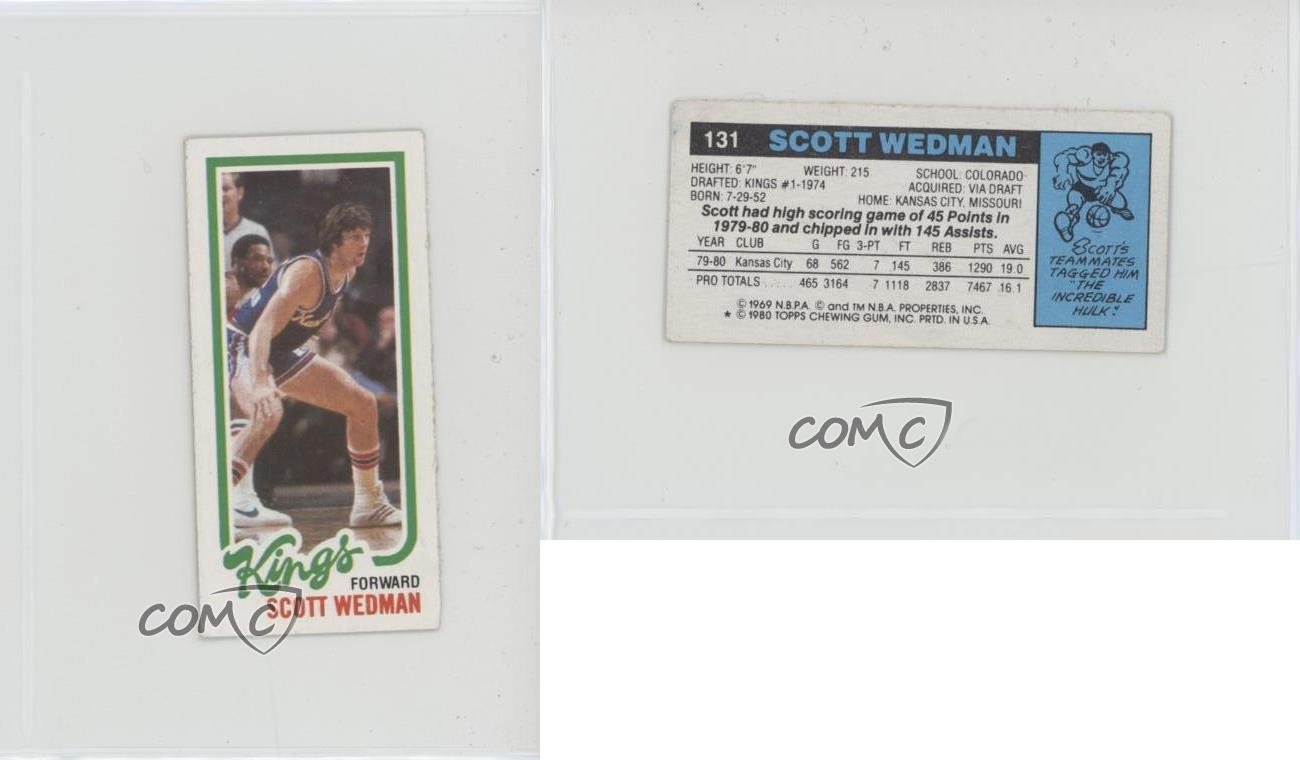 Kings
FORWARD
SCOTT WEDMAN
COMC
131 SCOTT WEDMAN
HEIGHT: 6'7" WEIGHT: 215 SCHOOL: COLORADO
DRAFTED: KINGS #1-1974 ACQUIRED: VIA DRAFT
BORN: 7-29-52 HOME: KANSAS CITY, MISSOURI
Scott had high scoring game of 45 Points in
1979-80 and chipped in with 145 Assists.
YEAR CLUB G FG 3-PT FT REB PTS AVG
79-80 Kansas City 68 562 7 145 386 1290 19.0
PRO TOTALS ..... 465 3164 7 1118 2837 7467 16.1
© 1969 N.B.P.A. © and TM N.B.A. PROPERTIES, INC.
* © 1980 TOPPS CHEWING GUM, INC. PRTD. IN U.S.A.
SCOTT'S
TEAMMATES
TAGGED HIM
"THE
INCREDIBLE
HULK".
COMC